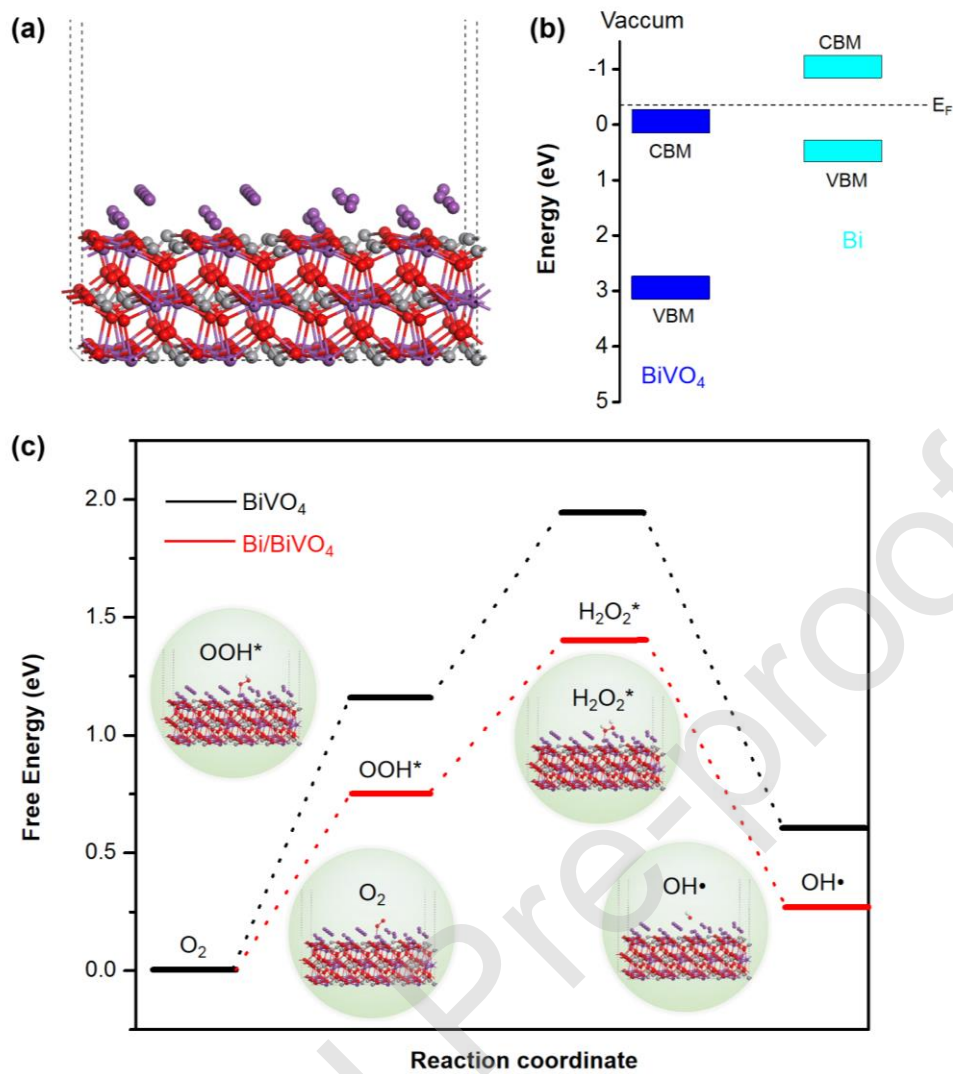 (a)
(b)
Vaccum
CBM
-1
E_F
0
CBM
1
VBM
Energy (eV)
2
Bi
3
VBM
4
BiVO₄
5
(c)
BiVO₄
Bi/BiVO₄
2.0
1.5
1.0
0.5
0.0
Free Energy (eV)
OOH*
H₂O₂*
H₂O₂*
OOH*
O₂
OH•
OH•
O₂
Reaction coordinate
Pre-proof